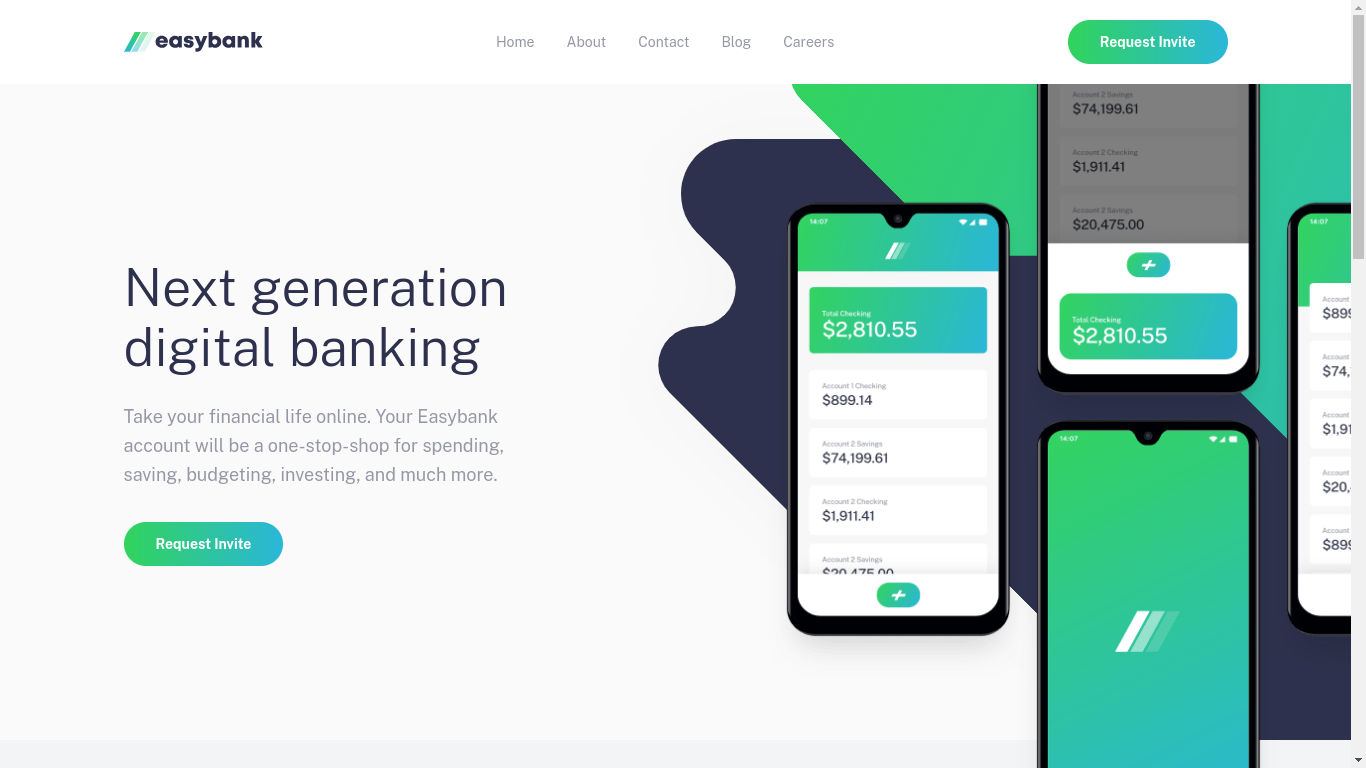 easybank
Home
About
Contact
Blog
Careers
Request Invite
Next generation
digital banking
Take your financial life online. Your Easybank
account will be a one-stop-shop for spending,
saving, budgeting, investing, and much more.
Request Invite
14:07
Total Checking
$2,810.55
Account 1 Checking
$899.14
Account 2 Savings
$74,199.61
Account 2 Checking
$1,911.41
Account 2 Savings
$20,475.00
Account 2 Savings
$74,199.61
Account 2 Checking
$1,911.41
Account 2 Savings
$20,475.00
Total Checking
$2,810.55
14:07
14:07
Account
$899
Account
$74,
Account
$1,91
Account
$20,
Account
$899